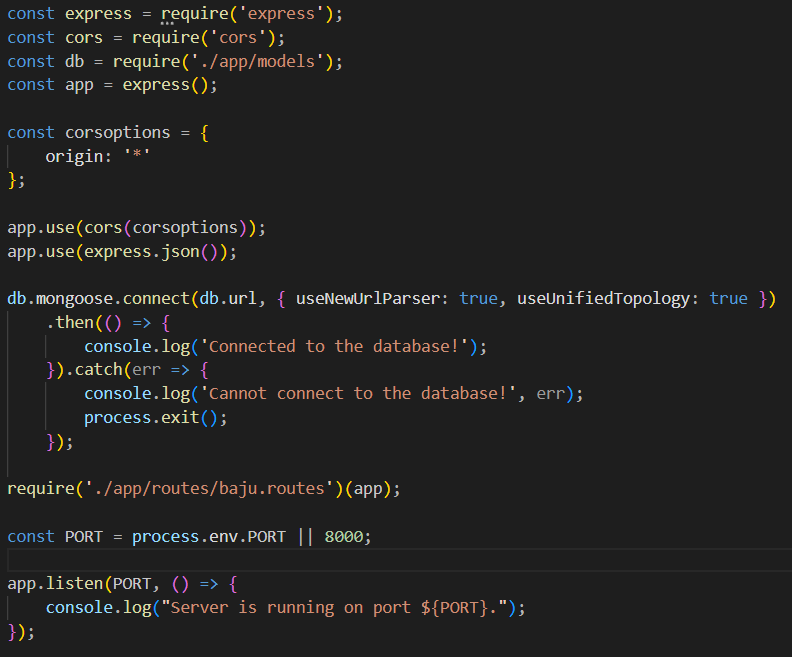 const express = require('express');
const cors = require('cors');
const db = require('./app/models');
const app = express();
const corsoptions = {
    origin: '*'
};
app.use(cors(corsoptions));
app.use(express.json());
db.mongoose.connect(db.url, { useNewUrlParser: true, useUnifiedTopology: true })
    .then(() => {
        console.log('Connected to the database!');
    }).catch(err => {
        console.log('Cannot connect to the database!', err);
        process.exit();
    });
require('./app/routes/baju.routes')(app);
const PORT = process.env.PORT || 8000;
app.listen(PORT, () => {
    console.log("Server is running on port ${PORT}.");
});